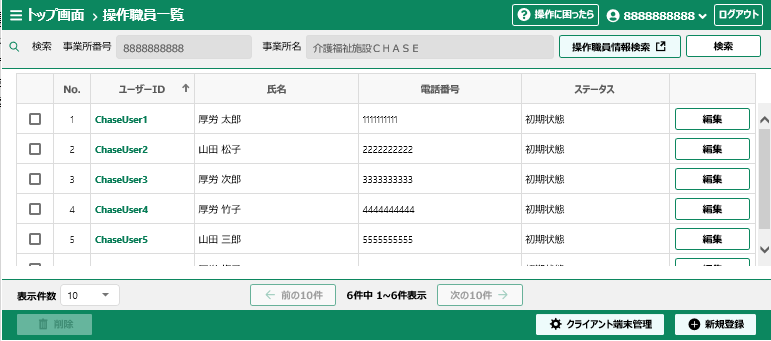 トップ画面 > 操作職員一覧 ? 操作に困ったら 8888888888 ログアウト
検索 事業所番号 8888888888 事業所名 介護福祉施設ＣＨＡＳＥ 操作職員情報検索 検索
No. ユーザーID ↑ 氏名 電話番号 ステータス
1 ChaseUser1 厚労 太郎 1111111111 初期状態 編集
2 ChaseUser2 山田 松子 2222222222 初期状態 編集
3 ChaseUser3 厚労 次郎 3333333333 初期状態 編集
4 ChaseUser4 厚労 竹子 4444444444 初期状態 編集
5 ChaseUser5 山田 三郎 5555555555 初期状態 編集
表示件数 10 ← 前の10件 6件中 1~6件表示 次の10件 →
削除 クライアント端末管理 新規登録